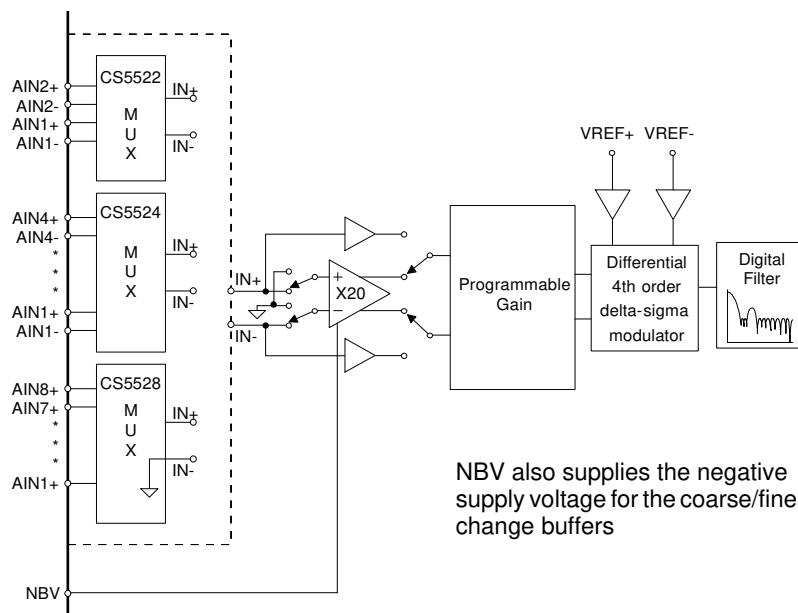 CS5522
AIN2+
AIN2-
AIN1+
AIN1-
M
U
X
IN+
IN-
CS5524
AIN4+
AIN4-
*
*
*
AIN1+
AIN1-
M
U
X
IN+
IN-
CS5528
AIN8+
AIN7+
*
*
*
AIN1+
M
U
X
IN+
IN-
NBV
IN+
IN-
+
X20
−
Programmable
Gain
VREF+
VREF-
Differential
4th order
delta-sigma
modulator
Digital
Filter
NBV also supplies the negative
supply voltage for the coarse/fine
change buffers